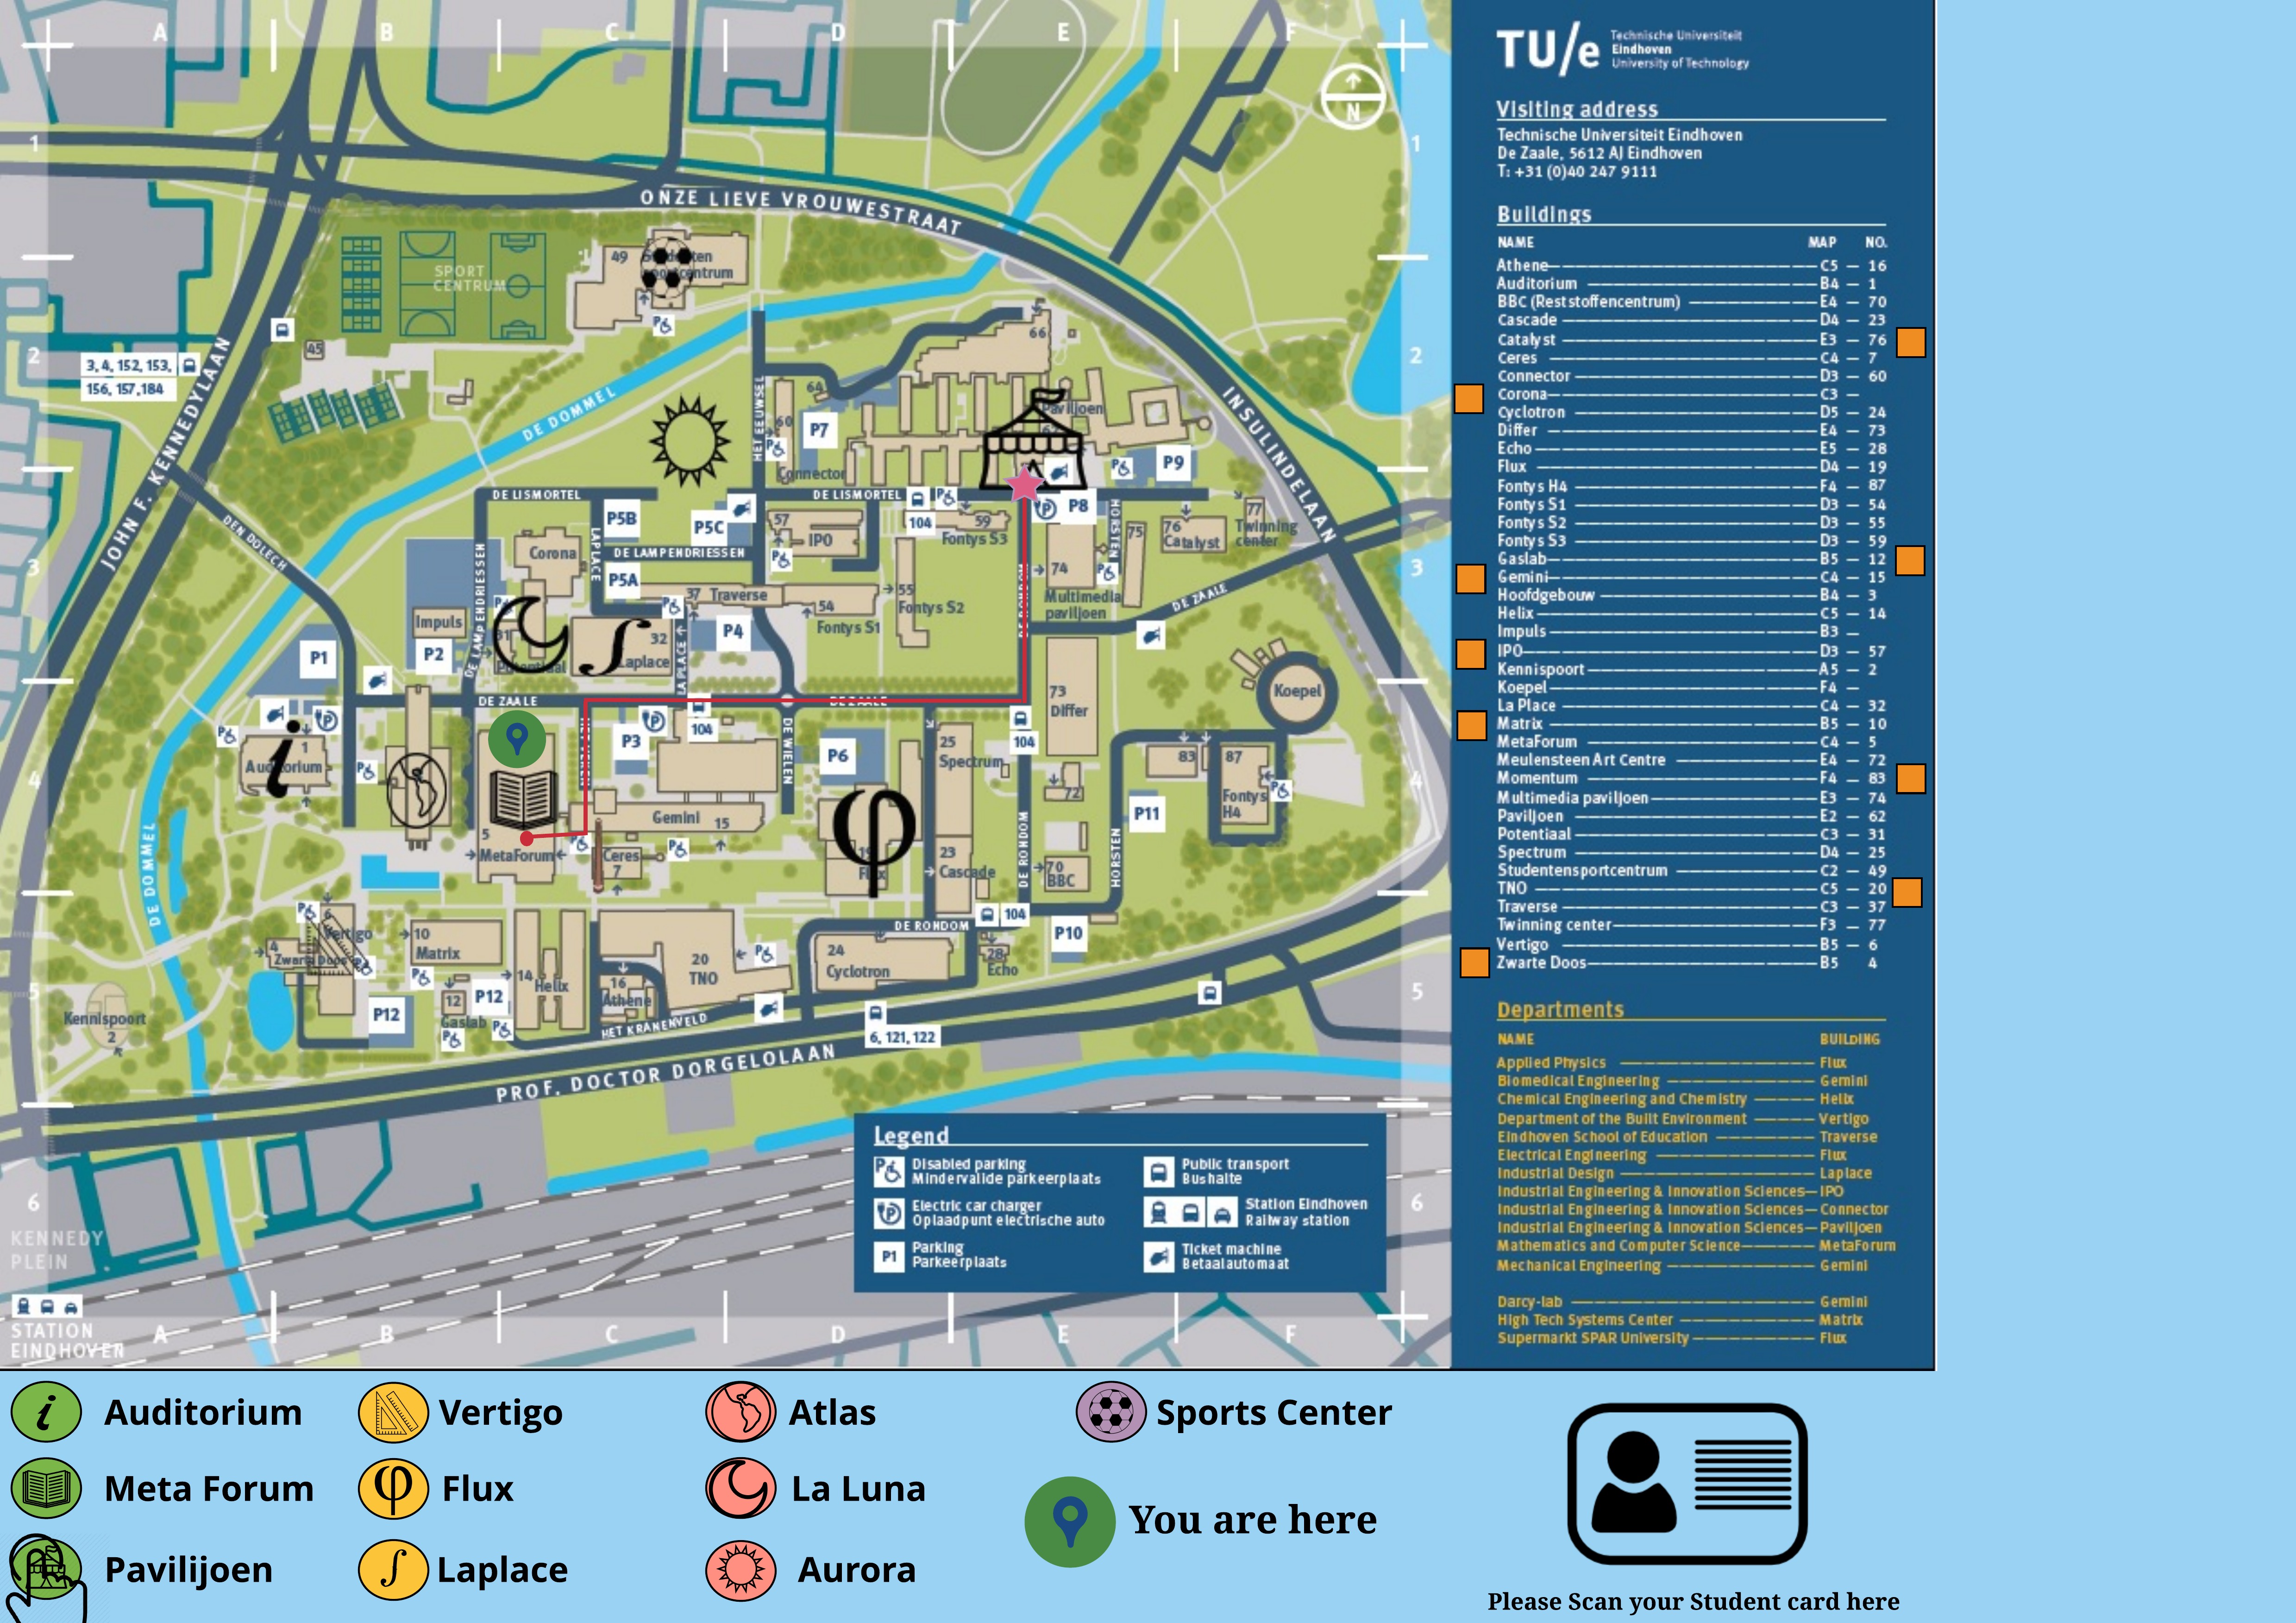 A B C D E F
1
ONZE LIEVE VROUWESTRAAT
N
1
49 Studenten
sportcentrum
SPORT
CENTRUM
2
3, 4, 152, 153,
156, 157, 184
45
JOHN F. KENNEDYLAAN
DE DOMMEL
HET EEUWSEL
64
60
P7
Connector
66
Paviljoen
62
P9
INSULINDELAAN
2
DEN DOLECH
DE LISMORTEL
DE LISMORTEL
P5B
P5C
57
IPO
104
59
Fontys S3
P8
HORSTEN
75
76
Catalyst
77
Twinning
center
3
Corona
LAPLACE
DE LAMPENDRIESSEN
DE LAMPENDRIESSEN
P5A
37 Traverse
54
Fontys S1
55
Fontys S2
74
Multimedia
paviljoen
DE ZAALE
3
Impuls
P1
P2
31
Potentiaal
32
Laplace
LA PLACE
P4
DE ZAALE
DE ZAALE
73
Differ
Koepel
4
1
Auditorium
5
MetaForum
P3
104
DE WIELEN
P6
Gemini 15
Ceres
7
19
Flux
25
Spectrum
23
Cascade
104
72
DE RONDOM
70
BBC
83
87
Fontys
H4
P11
HORSTEN
4
DE DOMMEL
6
Vertigo
4
Zwarte Doos
10
Matrix
14
Helix
16
Athene
20
TNO
24
Cyclotron
DE RONDOM
104
28
Echo
P10
5
Kennispoort
2
P12
12
Gaslab
P12
HET KRANENVELD
6, 121, 122
5
PROF. DOCTOR DORGELOLAAN
6
KENNEDY
PLEIN
STATION
EINDHOVEN
Legend
Disabled parking
Mindervalide parkeerplaats
Electric car charger
Oplaadpunt electrische auto
P1
Parking
Parkeerplaats
Public transport
Bushalte
Station Eindhoven
Railway station
Ticket machine
Betaalautomaat
6
A B C D E F
TU/e
Technische Universiteit
Eindhoven
University of Technology
Visiting address
Technische Universiteit Eindhoven
De Zaale, 5612 AJ Eindhoven
T: +31 (0)40 247 9111
Buildings
NAME MAP NO.
Athene C5 – 16
Auditorium B4 – 1
BBC (Reststoffencentrum) E4 – 70
Cascade D4 – 23
Catalyst E3 – 76
Ceres C4 – 7
Connector D3 – 60
Corona C3 –
Cyclotron D5 – 24
Differ E4 – 73
Echo E5 – 28
Flux D4 – 19
Fontys H4 F4 – 87
Fontys S1 D3 – 54
Fontys S2 D3 – 55
Fontys S3 D3 – 59
Gaslab B5 – 12
Gemini C4 – 15
Hoofdgebouw B4 – 3
Helix C5 – 14
Impuls B3 –
IPO D3 – 57
Kennispoort A5 – 2
Koepel F4 –
La Place C4 – 32
Matrix B5 – 10
MetaForum C4 – 5
Meulensteen Art Centre E4 – 72
Momentum F4 – 83
Multimedia paviljoen E3 – 74
Paviljoen E2 – 62
Potentiaal C3 – 31
Spectrum D4 – 25
Studentensportcentrum C2 – 49
TNO C5 – 20
Traverse C3 – 37
Twinning center F3 – 77
Vertigo B5 – 6
Zwarte Doos B5 4
Departments
NAME BUILDING
Applied Physics Flux
Biomedical Engineering Gemini
Chemical Engineering and Chemistry Helix
Department of the Built Environment Vertigo
Eindhoven School of Education Traverse
Electrical Engineering Flux
Industrial Design Laplace
Industrial Engineering & Innovation Sciences IPO
Industrial Engineering & Innovation Sciences Connector
Industrial Engineering & Innovation Sciences Paviljoen
Mathematics and Computer Science MetaForum
Mechanical Engineering Gemini
Darcy-lab Gemini
High Tech Systems Center Matrix
Supermarkt SPAR University Flux
Auditorium
Vertigo
Atlas
Sports Center
Meta Forum
Flux
La Luna
You are here
Pavilijoen
Laplace
Aurora
Please Scan your Student card here